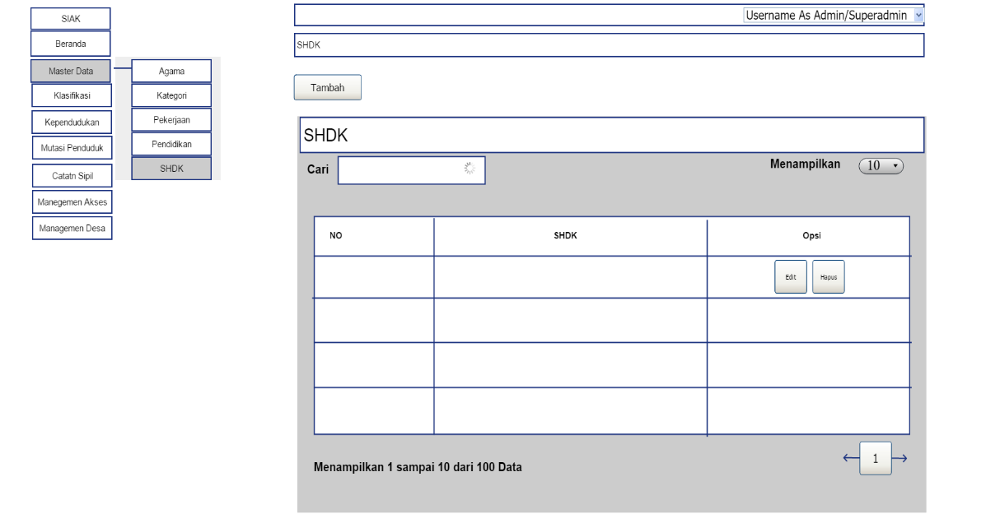 SIAK
Beranda
Master Data
Klasifikasi
Kependudukan
Mutasi Penduduk
Catatn Sipil
Manegemen Akses
Managemen Desa
Agama
Kategori
Pekerjaan
Pendidikan
SHDK
Username As Admin/Superadmin
SHDK
Tambah
SHDK
Cari
Menampilkan 10
NO SHDK Opsi
Edit Hapus
Menampilkan 1 sampai 10 dari 100 Data
1